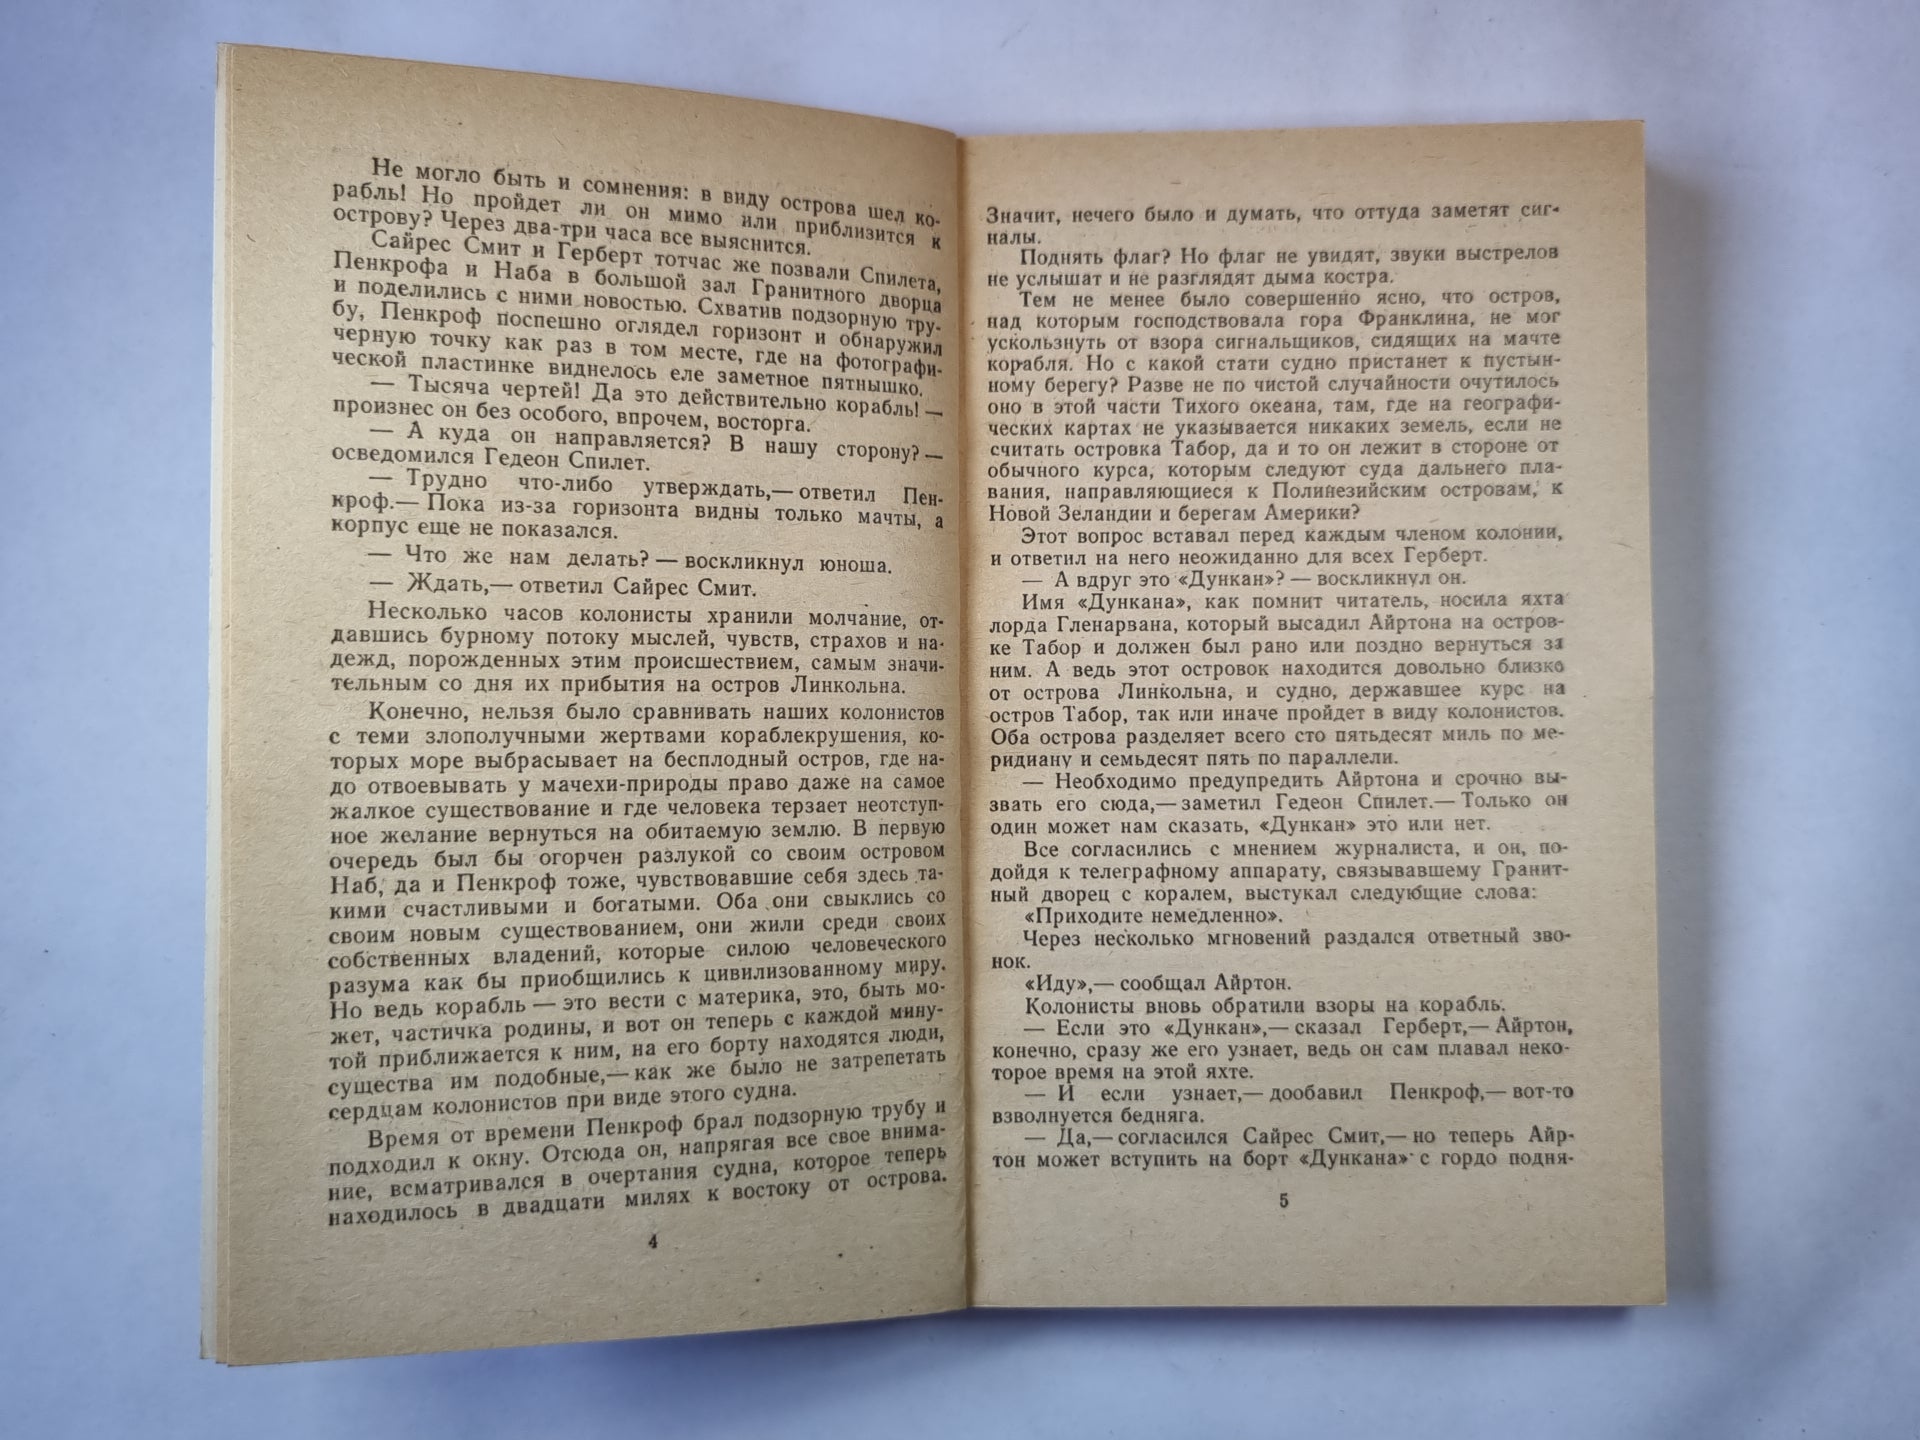 Не могло быть и сомнения: в виду острова шел ко-
рабль! Но пройдет ли он мимо или приблизится к
острову? Через два-три часа все выяснится.
Сайрес Смит и Герберт тотчас же позвали Спилета,
Пенкрофа и Наба в большой зал Гранитного дворца
и поделились с ними новостью. Схватив подзорную тру-
бу, Пенкроф поспешно оглядел горизонт и обнаружил
черную точку как раз в том месте, где на фотографи-
ческой пластинке виднелось еле заметное пятнышко.
— Тысяча чертей! Да это действительно корабль! —
произнес он без особого, впрочем, восторга.
— А куда он направляется? В нашу сторону? —
осведомился Гедеон Спилет.
— Трудно что-либо утверждать,— ответил Пен-
кроф.— Пока из-за горизонта видны только мачты, а
корпус еще не показался.
— Что же нам делать? — воскликнул юноша.
— Ждать,— ответил Сайрес Смит.
Несколько часов колонисты хранили молчание, от-
давшись бурному потоку мыслей, чувств, страхов и на-
дежд, порожденных этим происшествием, самым значи-
тельным со дня их прибытия на остров Линкольна.
Конечно, нельзя было сравнивать наших колонистов
с теми злополучными жертвами кораблекрушения, ко-
торых море выбрасывает на бесплодный остров, где на-
до отвоевывать у мачехи-природы право даже на самое
жалкое существование и где человека терзает неотступ-
ное желание вернуться на обитаемую землю. В первую
очередь был бы огорчен разлукой со своим островом
Наб, да и Пенкроф тоже, чувствовавшие себя здесь та-
кими счастливыми и богатыми. Оба они свыклись со
своим новым существованием, они жили среди своих
собственных владений, которые силою человеческого
разума как бы приобщились к цивилизованному миру.
Но ведь корабль — это вести с материка, это, быть мо-
жет, частичка родины, и вот он теперь с каждой мину-
той приближается к ним, на его борту находятся люди,
существа им подобные,— как же было не затрепетать
сердцам колонистов при виде этого судна.
Время от времени Пенкроф брал подзорную трубу и
подходил к окну. Отсюда он, напрягая все свое внима-
ние, всматривался в очертания судна, которое теперь
находилось в двадцати милях к востоку от острова.
4
Значит, нечего было и думать, что оттуда заметят сиг-
налы.
Поднять флаг? Но флаг не увидят, звуки выстрелов
не услышат и не разглядят дыма костра.
Тем не менее было совершенно ясно, что остров,
над которым господствовала гора Франклина, не мог
ускользнуть от взора сигнальщиков, сидящих на мачте
корабля. Но с какой стати судно пристанет к пустын-
ному берегу? Разве не по чистой случайности очутилось
оно в этой части Тихого океана, там, где на географи-
ческих картах не указывается никаких земель, если не
считать островка Табор, да и то он лежит в стороне от
обычного курса, которым следуют суда дальнего пла-
вания, направляющиеся к Полинезийским островам, к
Новой Зеландии и берегам Америки?
Этот вопрос вставал перед каждым членом колонии,
и ответил на него неожиданно для всех Герберт.
— А вдруг это «Дункан»? — воскликнул он.
Имя «Дункана», как помнит читатель, носила яхта
лорда Гленарвана, который высадил Айртона на островке
ке Табор и должен был рано или поздно вернуться за
ним. А ведь этот островок находится довольно близко
от острова Линкольна, и судно, державшее курс на
остров Табор, так или иначе пройдет в виду колонистов.
Оба острова разделяет всего сто пятьдесят миль по ме-
ридиану и семьдесят пять по параллели.
— Необходимо предупредить Айртона и срочно вы-
звать его сюда,— заметил Гедеон Спилет.— Только он
один может нам сказать, «Дункан» это или нет.
Все согласились с мнением журналиста, и он, по-
дойдя к телеграфному аппарату, связывавшему Гранит-
ный дворец с коралем, выстукал следующие слова:
«Приходите немедленно».
Через несколько мгновений раздался ответный зво-
нок.
«Иду»,— сообщал Айртон.
Колонисты вновь обратили взоры на корабль.
— Если это «Дункан»,— сказал Герберт,— Айртон,
конечно, сразу же его узнает, ведь он сам плавал неко-
торое время на этой яхте.
— И если узнает,— дообавил Пенкроф,— вот-то
взволнуется бедняга.
— Да,— согласился Сайрес Смит,— но теперь Айр-
тон может вступить на борт «Дункана» с гордо подня-
5